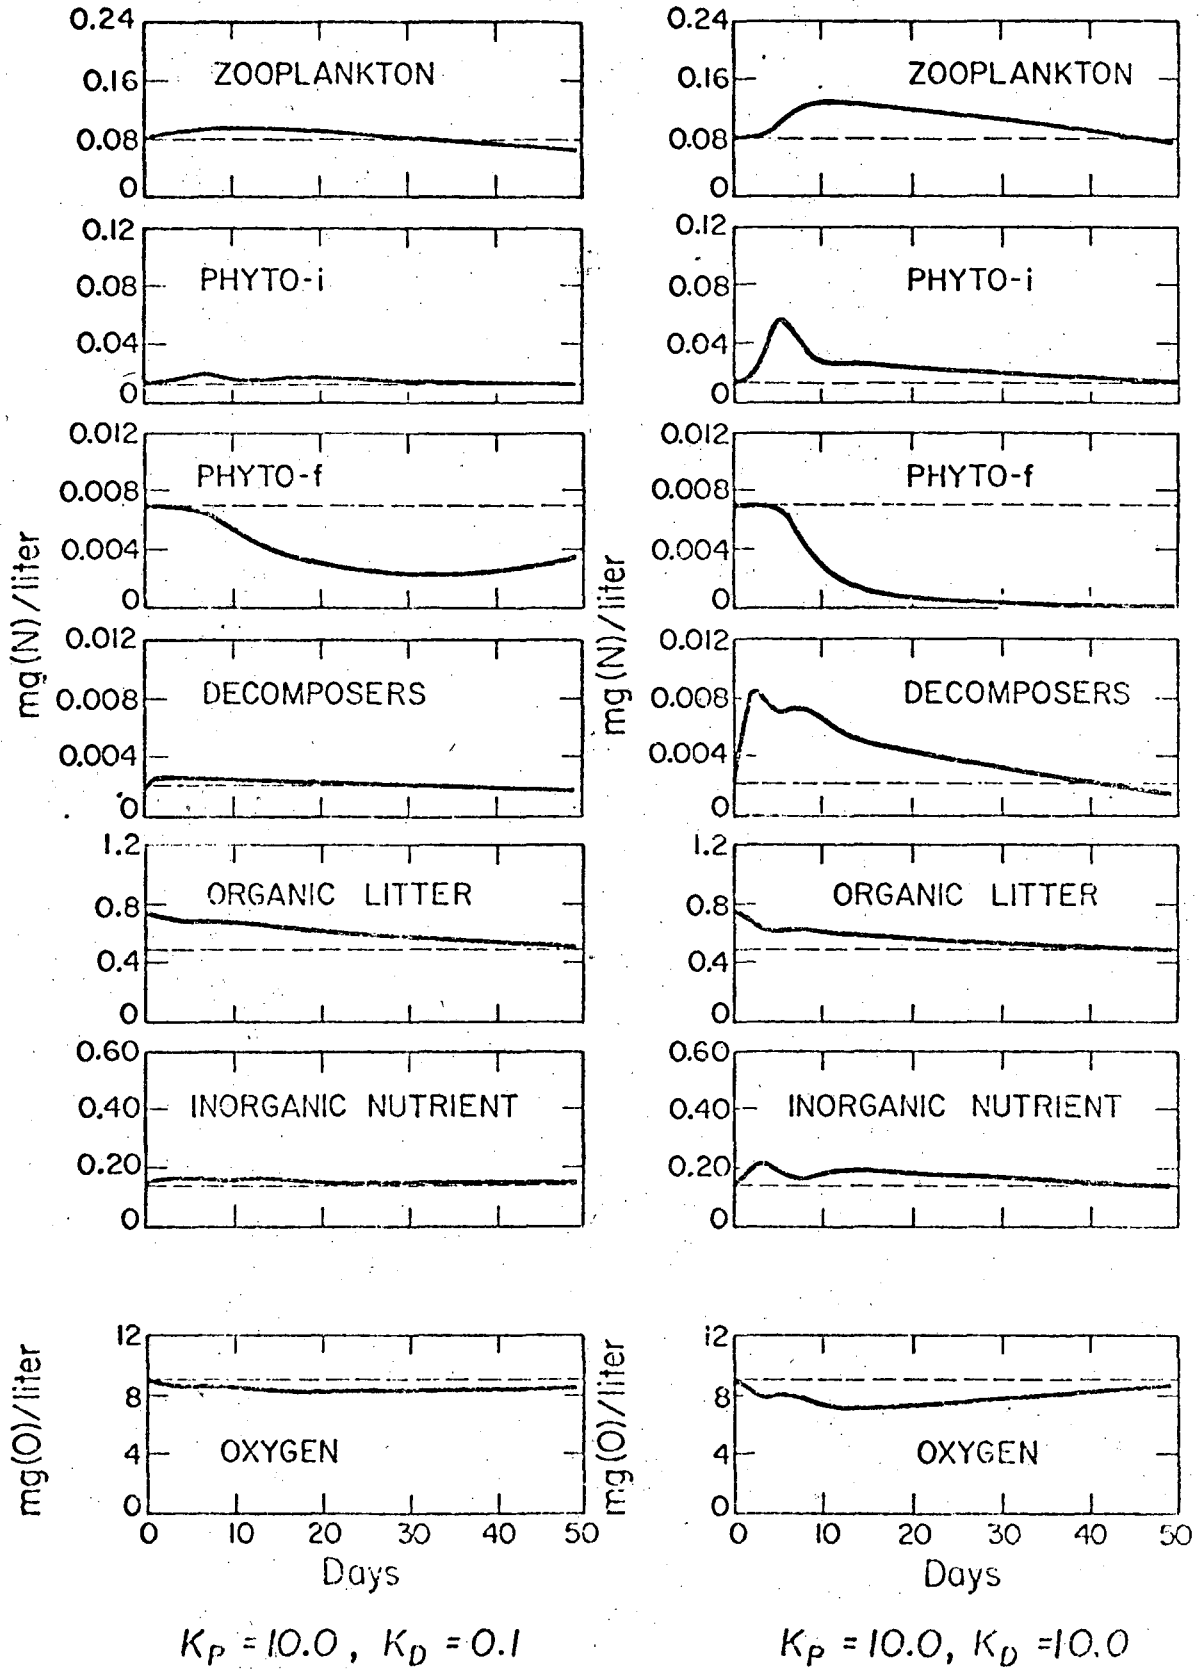 0.24
ZOOPLANKTON
0.16
0.08
0
0.12
PHYTO-i
0.08
0.04
0
0.012
PHYTO-f
0.008
0.004
0
mg(N)/liter
0.012
DECOMPOSERS
0.008
0.004
0
1.2
ORGANIC LITTER
0.8
0.4
0
0.60
0.40
INORGANIC NUTRIENT
0.20
0
12
8
4
OXYGEN
0
mg(O)/liter
0 10 20 30 40 50
Days
K_P = 10.0, K_D = 0.1
0.24
ZOOPLANKTON
0.16
0.08
0
0.12
PHYTO-i
0.08
0.04
0
0.012
PHYTO-f
0.008
0.004
0
mg(N)/liter
0.012
DECOMPOSERS
0.008
0.004
0
1.2
ORGANIC LITTER
0.8
0.4
0
0.60
0.40
INORGANIC NUTRIENT
0.20
0
12
8
4
OXYGEN
0
mg(O)/liter
0 10 20 30 40 50
Days
K_P = 10.0, K_D = 10.0